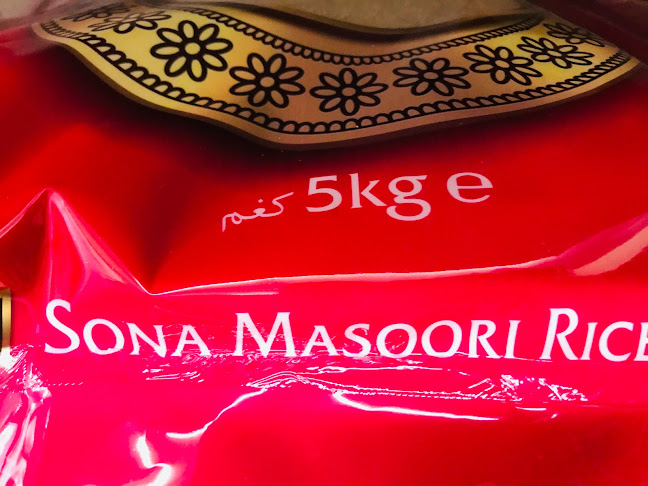 5kg e كغم
SONA MASOORI RICE